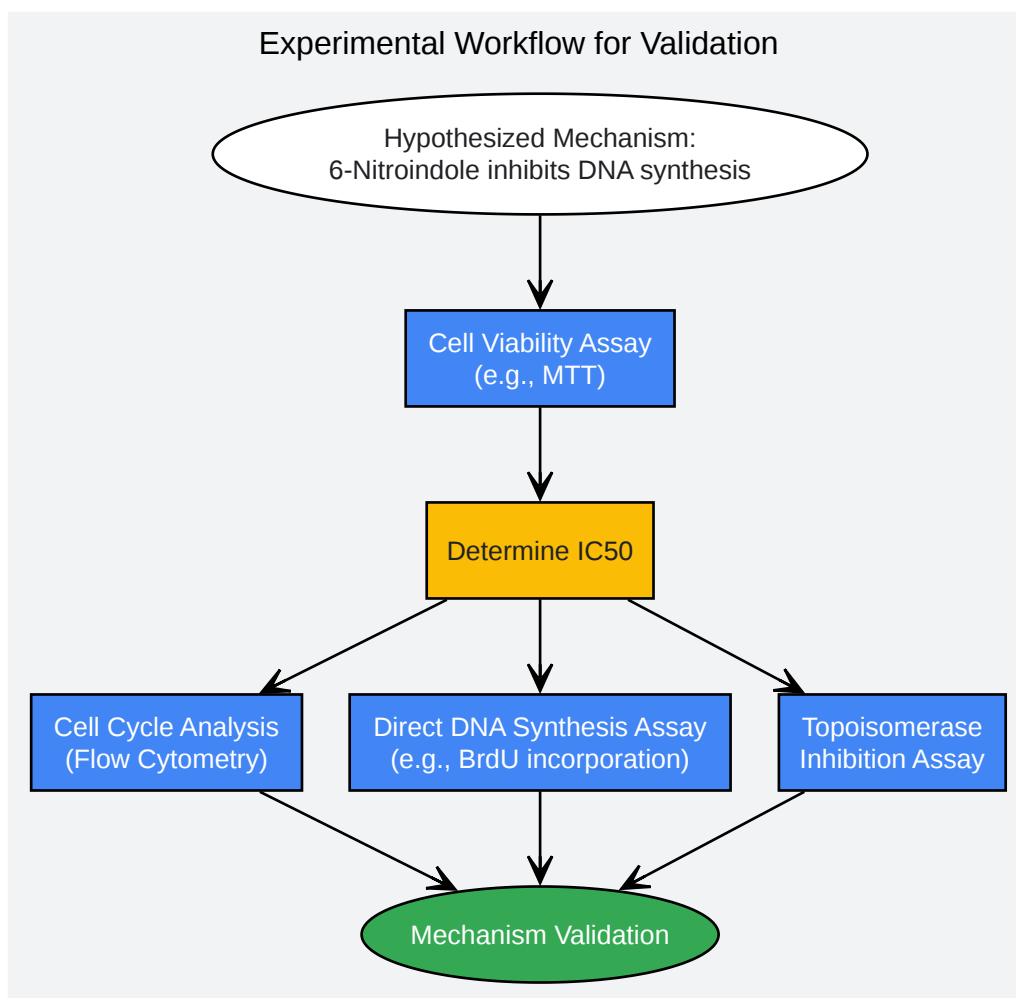 Experimental Workflow for Validation
Hypothesized Mechanism:
6-Nitroindole inhibits DNA synthesis
Cell Viability Assay
(e.g., MTT)
Determine IC50
Cell Cycle Analysis
(Flow Cytometry)
Direct DNA Synthesis Assay
(e.g., BrdU incorporation)
Topoisomerase
Inhibition Assay
Mechanism Validation